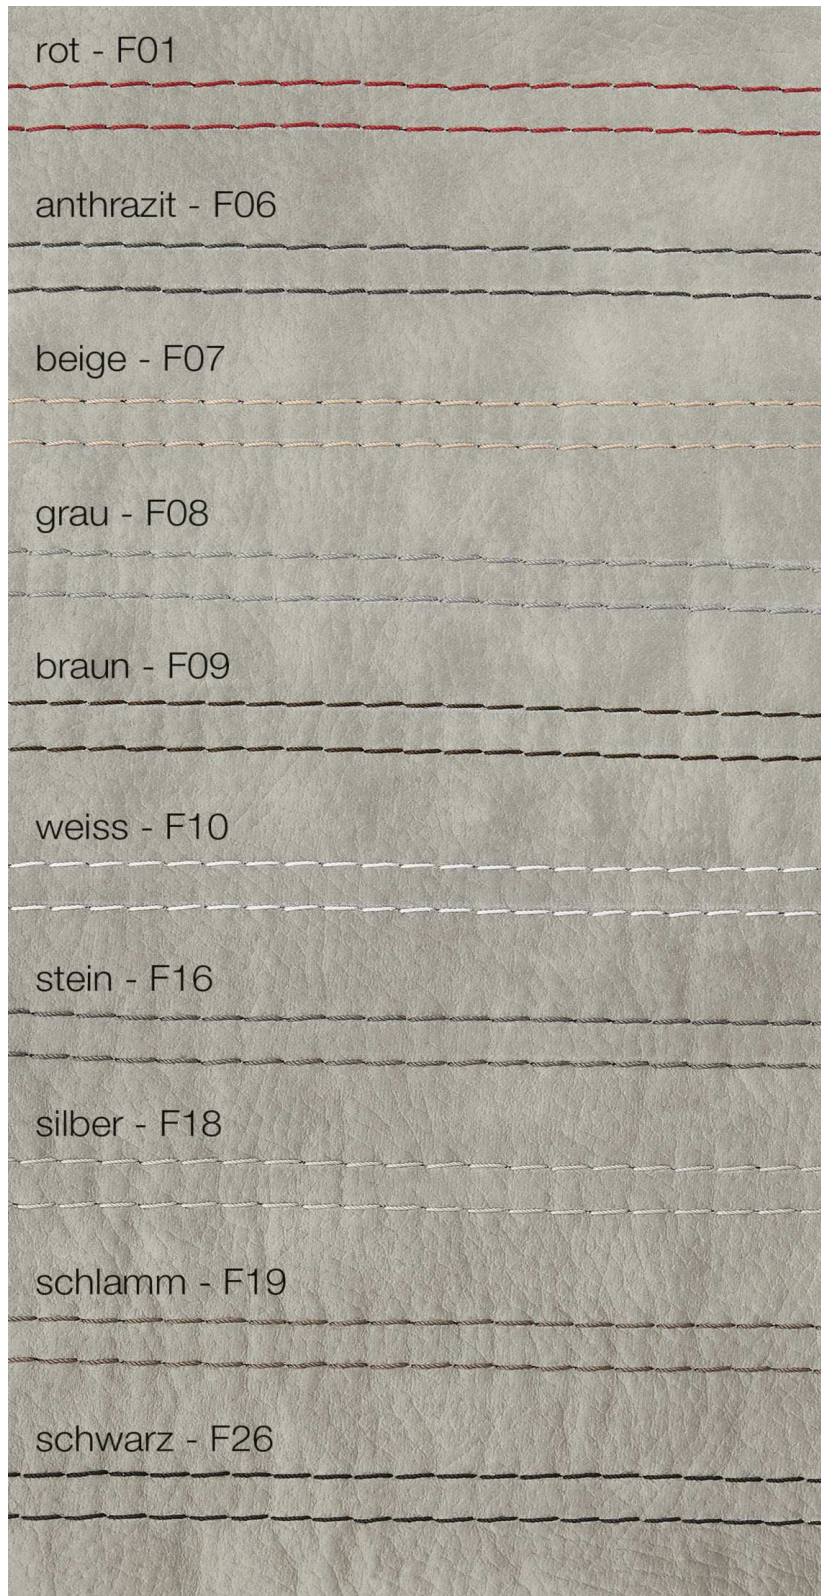 rot - F01
anthrazit - F06
beige - F07
grau - F08
braun - F09
weiss - F10
stein - F16
silber - F18
schlamm - F19
schwarz - F26